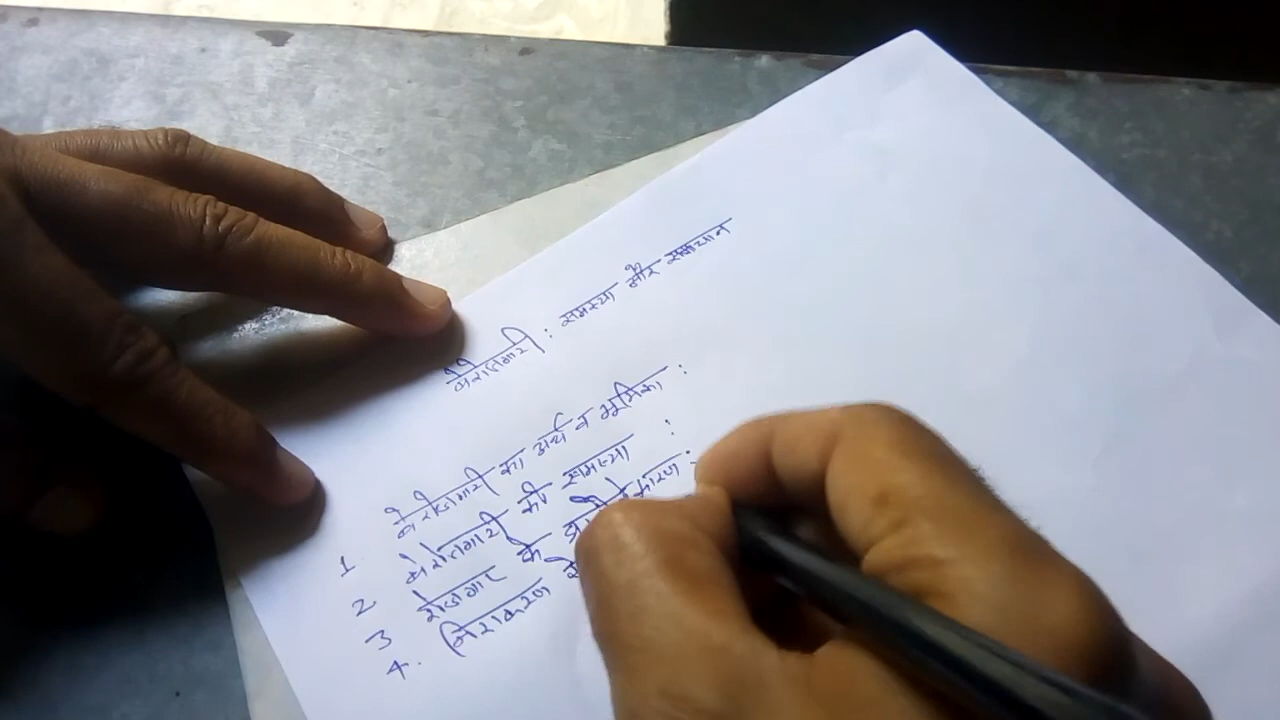 बेरोजगारी : समस्या और समाधान
1 बेरोजगारी का अर्थ व भूमिका :
2 बेरोजगारी की समस्या :
3 रोजगार के कारण :
4. निराकरण के